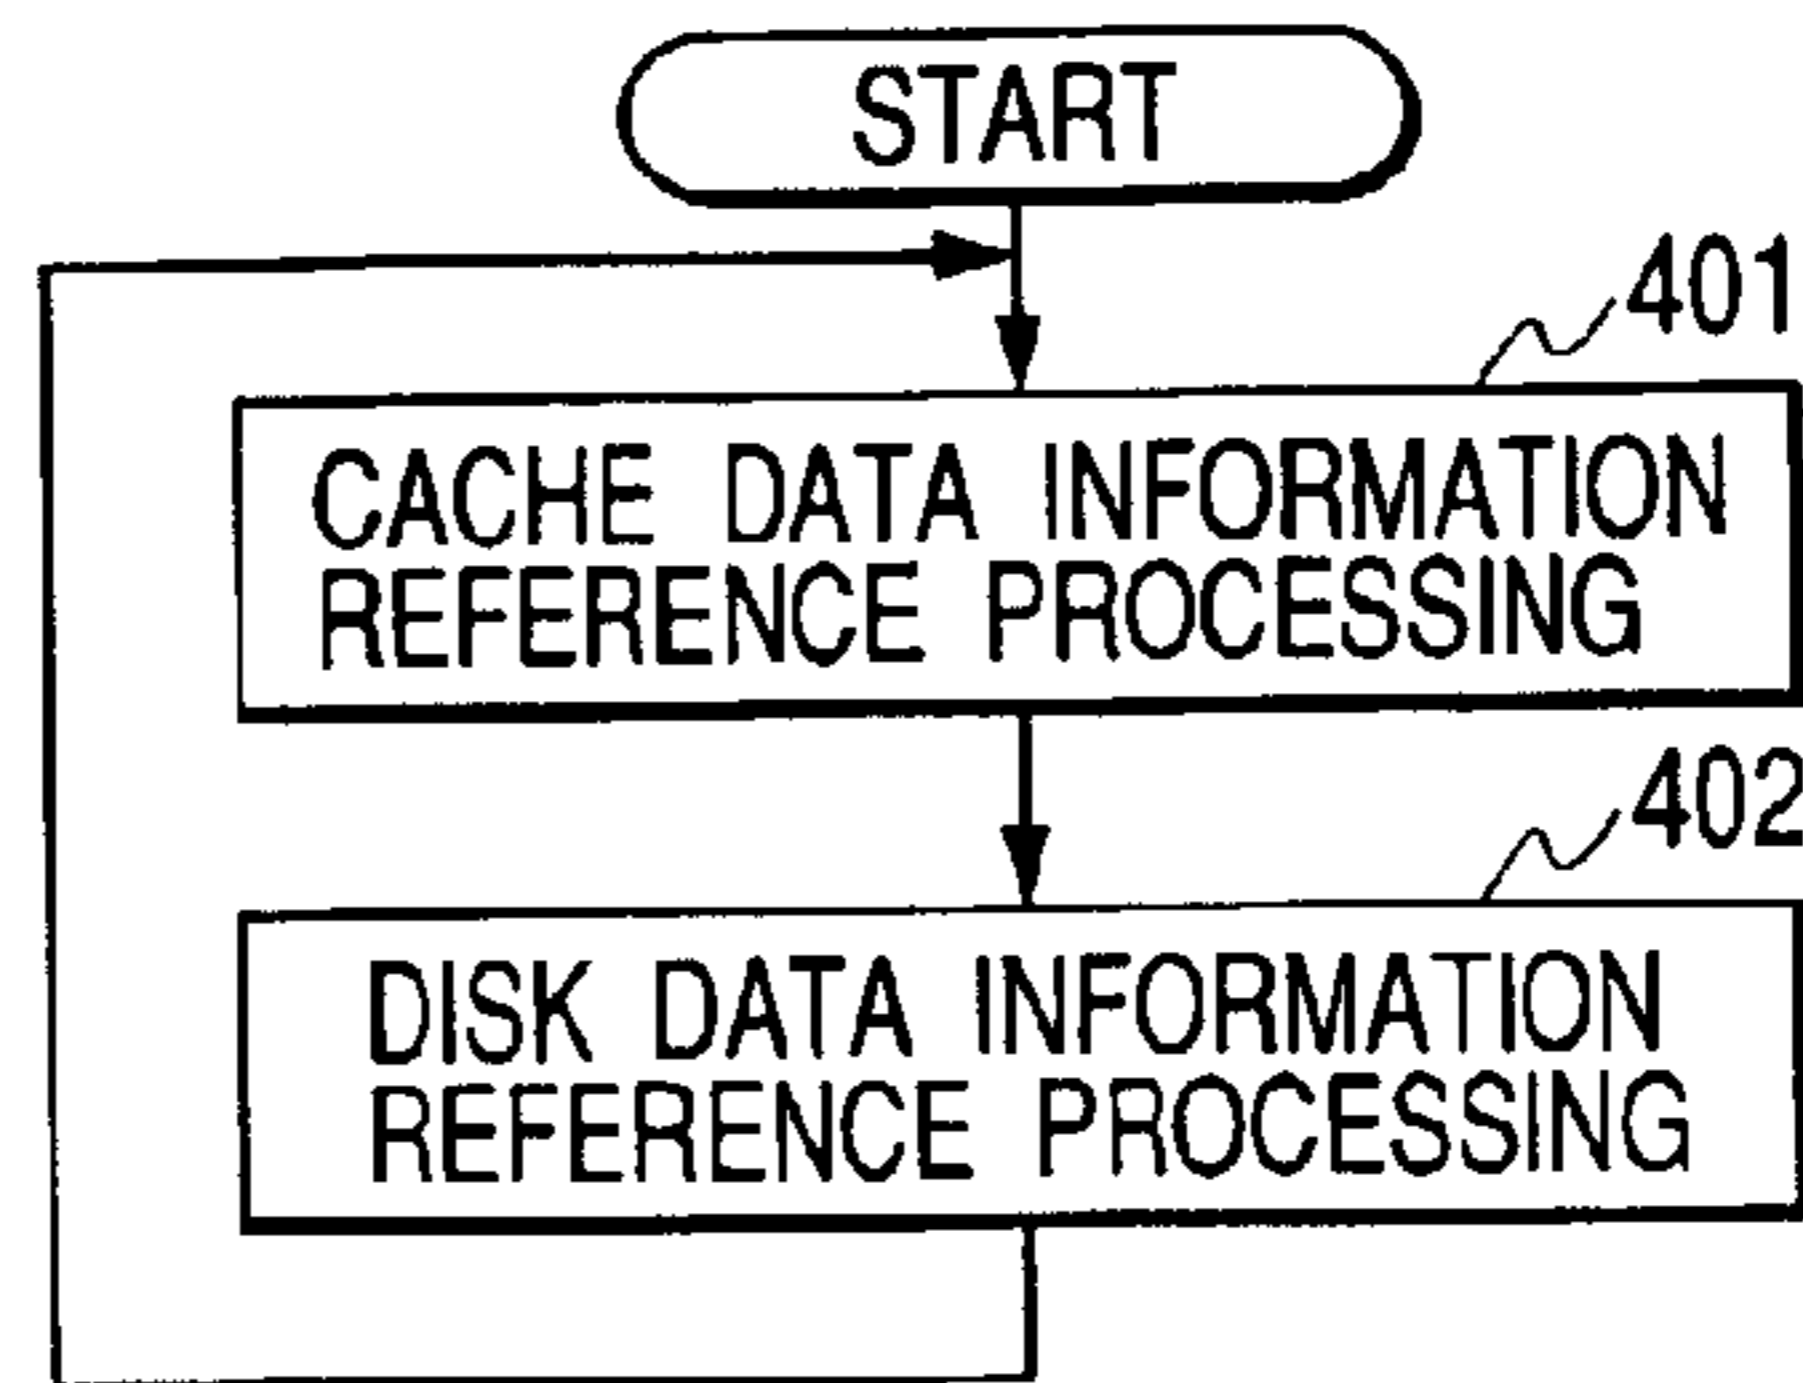 START
401
CACHE DATA INFORMATION
REFERENCE PROCESSING
402
DISK DATA INFORMATION
REFERENCE PROCESSING